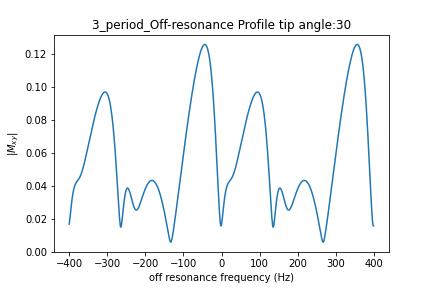 3_period_Off-resonance Profile tip angle:30
0.12
0.10
0.08
0.06
0.04
0.02
0.00
|Mxy|
−400 −300 −200 −100 0 100 200 300 400
off resonance frequency (Hz)